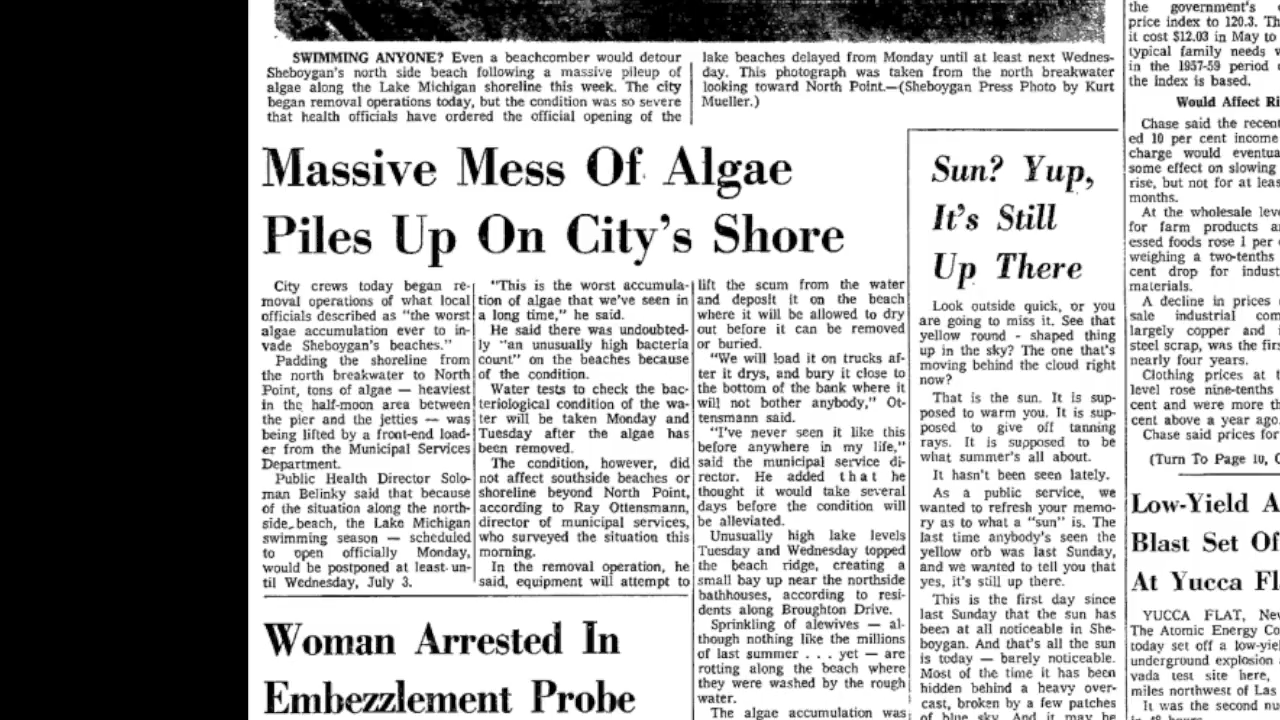 SWIMMING ANYONE? Even a beachcomber would detour
Sheboygan's north side beach following a massive pileup of
algae along the Lake Michigan shoreline this week. The city
began removal operations today, but the condition was so severe
that health officials have ordered the official opening of the
lake beaches delayed from Monday until at least next Wednes-
day. This photograph was taken from the north breakwater
looking toward North Point.—(Sheboygan Press Photo by Kurt
Mueller.)
Massive Mess Of Algae
Piles Up On City's Shore
City crews today began re-
moval operations of what local
officials described as "the worst
algae accumulation ever to in-
vade Sheboygan's beaches."
Padding the shoreline from
the north breakwater to North
Point, tons of algae — heaviest
in the half-moon area between
the pier and the jetties — was
being lifted by a front-end load-
er from the Municipal Services
Department.
Public Health Director Solo-
man Belinky said that because
of the situation along the north-
side beach, the Lake Michigan
swimming season — scheduled
to open officially Monday,
would be postponed at least un-
til Wednesday, July 3.
"This is the worst accumula-
tion of algae that we've seen in
a long time," he said.
He said there was undoubted-
ly "an unusually high bacteria
count" on the beaches because
of the condition.
Water tests to check the bac-
teriological condition of the wa-
ter will be taken Monday and
Tuesday after the algae has
been removed.
The condition, however, did
not affect southside beaches or
shoreline beyond North Point,
according to Ray Ottensmann,
director of municipal services,
who surveyed the situation this
morning.
In the removal operation, he
said, equipment will attempt to
lift the scum from the water
and deposit it on the beach
where it will be allowed to dry
out before it can be removed
or buried.
"We will load it on trucks af-
ter it drys, and bury it close to
the bottom of the bank where it
will not bother anybody," Ot-
tensmann said.
"I've never seen it like this
before anywhere in my life,"
said the municipal service di-
rector. He added that he
thought it would take several
days before the condition will
be alleviated.
Unusually high lake levels
Tuesday and Wednesday topped
the beach ridge, creating a
small bay up near the northside
bathhouses, according to resi-
dents along Broughton Drive.
Sprinkling of alewives — al-
though nothing like the millions
of last summer . . . yet — are
rotting along the beach where
they were washed by the rough
water.
The algae accumulation was
Woman Arrested In
Embezzlement Probe
Sun? Yup,
It's Still
Up There
Look outside quick, or you
are going to miss it. See that
yellow round - shaped thing
up in the sky? The one that's
moving behind the cloud right
now?
That is the sun. It is sup-
posed to warm you. It is sup-
posed to give off tanning
rays. It is supposed to be
what summer's all about.
It hasn't been seen lately.
As a public service, we
wanted to refresh your memo-
ry as to what a "sun" is. The
last time anybody's seen the
yellow orb was last Sunday,
and we wanted to tell you that
yes, it's still up there.
This is the first day since
last Sunday that the sun has
been at all noticeable in She-
boygan. And that's all the sun
is today — barely noticeable.
Most of the time it has been
hidden behind a heavy over-
cast, broken by a few patches
of blue sky. And it may be
the government's
price index to 120.3. Th
it cost $12.03 in May to
typical family needs w
in the 1957-59 period
the index is based.
Would Affect Ri
Chase said the recent
ed 10 per cent income
charge would eventua
some effect on slowing
rise, but not for at leas
months.
At the wholesale leve
for farm products a
essed foods rose 1 per
weighing a two-tenths
cent drop for indust
materials.
A decline in prices
sale industrial com
largely copper and
steel scrap, was the firs
nearly four years.
Clothing prices at t
level rose nine-tenths
cent and were more th
cent above a year ago.
Chase said prices for
(Turn To Page 10, C
Low-Yield A
Blast Set Of
At Yucca Fl
YUCCA FLAT, Nev
The Atomic Energy Co
today set off a low-yie
underground explosion
vada test site here,
miles northwest of Las
It was the second nu
in 48 hours